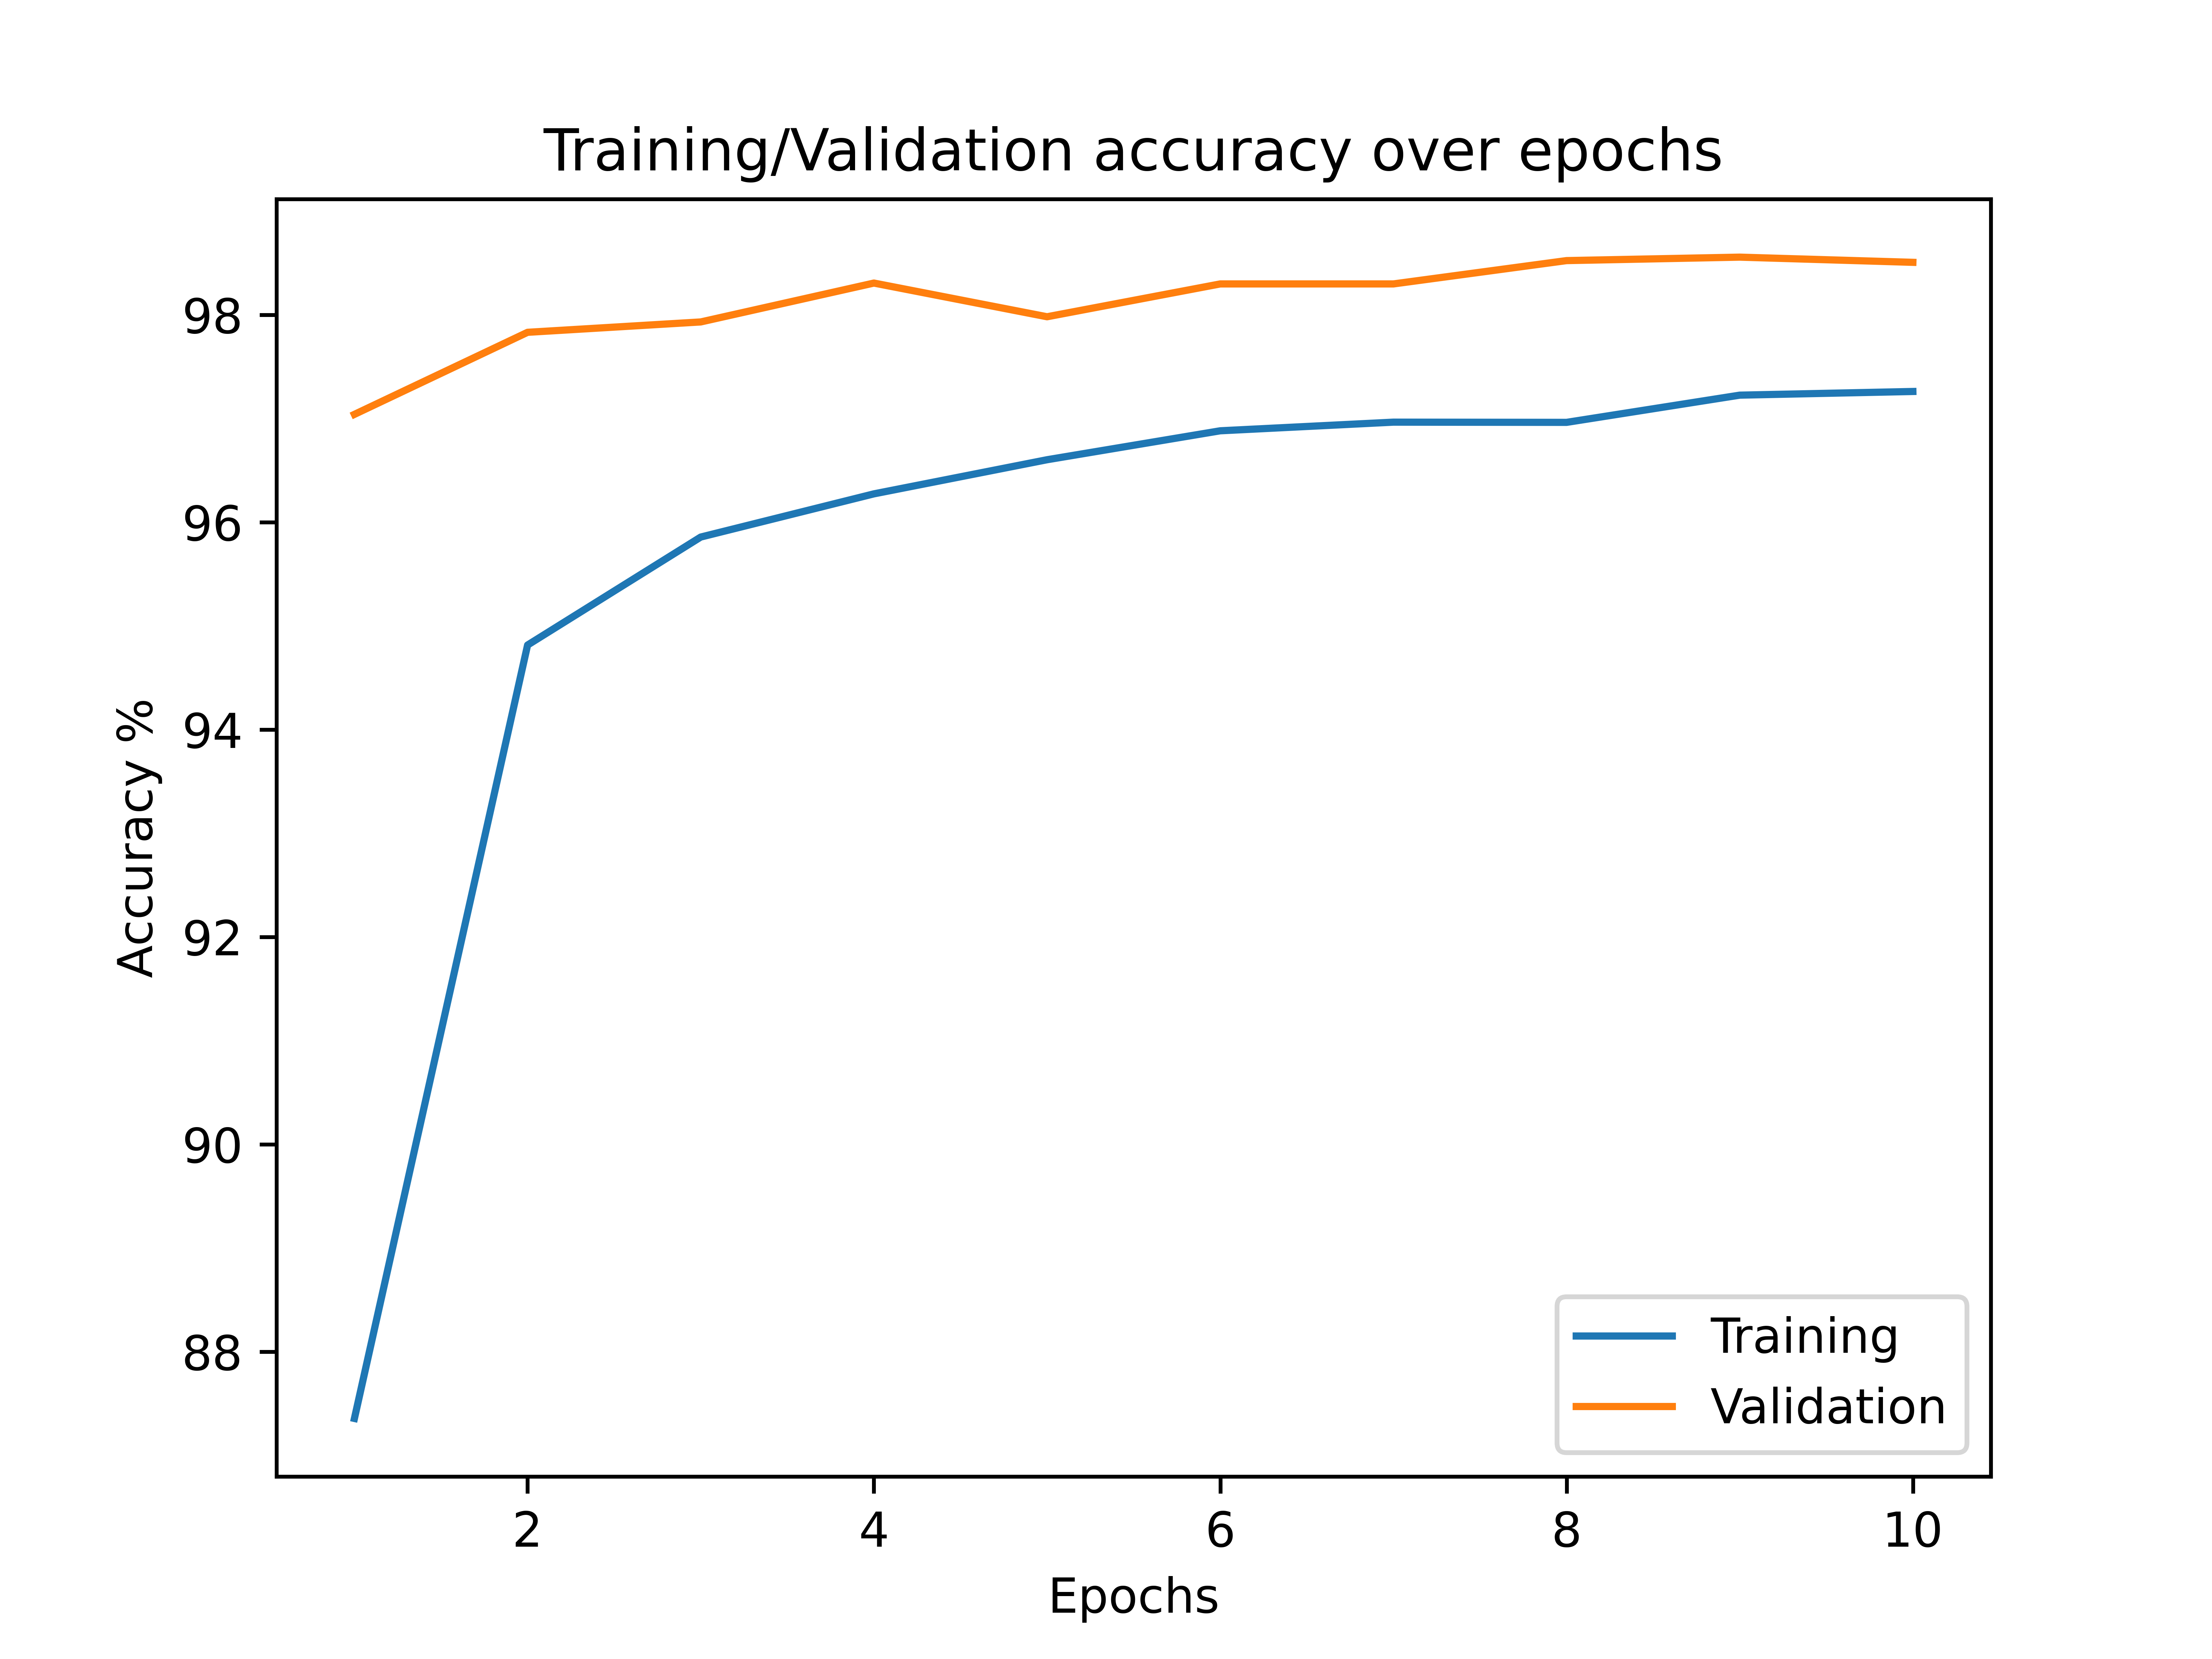 Training/Validation accuracy over epochs
Accuracy %
98
96
94
92
90
88
Training
Validation
2 4 6 8 10
Epochs